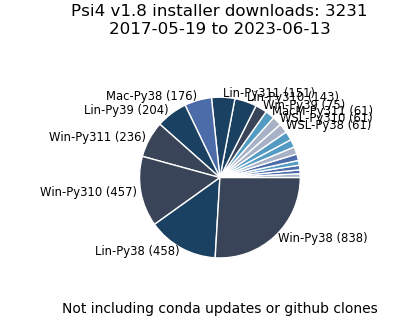 Psi4 v1.8 installer downloads: 3231
2017-05-19 to 2023-06-13
Lin-Py311 (151)
Lin-Py310 (143)
Mac-Py38 (176)
Win-Py39 (75)
Lin-Py39 (204)
MacM-Py311 (61)
WSL-Py310 (61)
WSL-Py38 (61)
Win-Py311 (236)
Win-Py310 (457)
Win-Py38 (838)
Lin-Py38 (458)
Not including conda updates or github clones